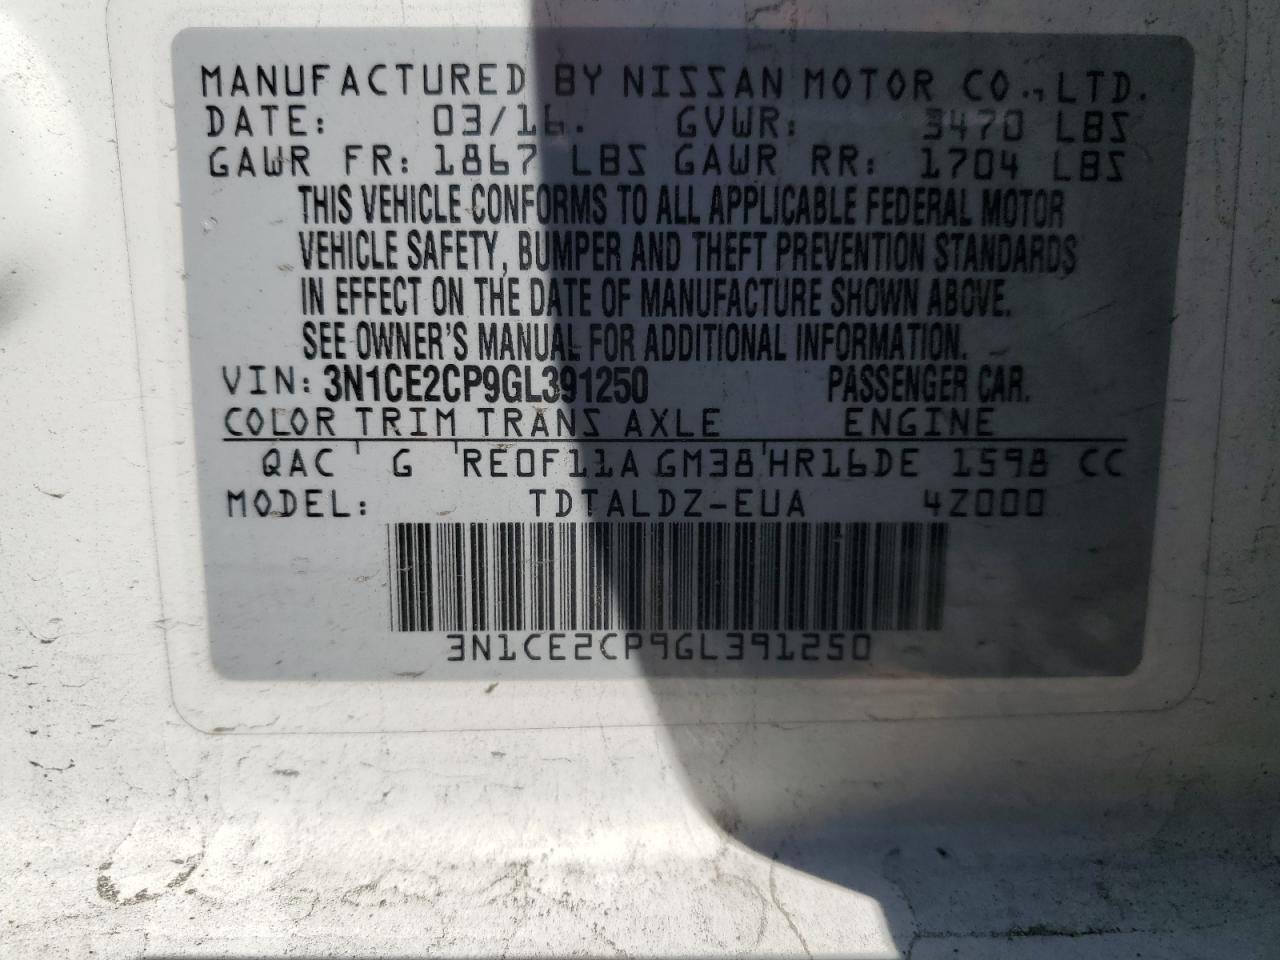 MANUFACTURED BY NISSAN MOTOR CO., LTD.
DATE: 03/16. GVWR: 3470 LBS
GAWR FR: 1867 LBS GAWR RR: 1704 LBS
THIS VEHICLE CONFORMS TO ALL APPLICABLE FEDERAL MOTOR
VEHICLE SAFETY, BUMPER AND THEFT PREVENTION STANDARDS
IN EFFECT ON THE DATE OF MANUFACTURE SHOWN ABOVE.
SEE OWNER'S MANUAL FOR ADDITIONAL INFORMATION.
VIN: 3N1CE2CP9GL391250 PASSENGER CAR.
COLOR TRIM TRANS AXLE ENGINE
QAC G RE0F11A GM38 HR16DE 1598 CC
MODEL: TDTALDZ-EUA 4Z000
3N1CE2CP9GL391250